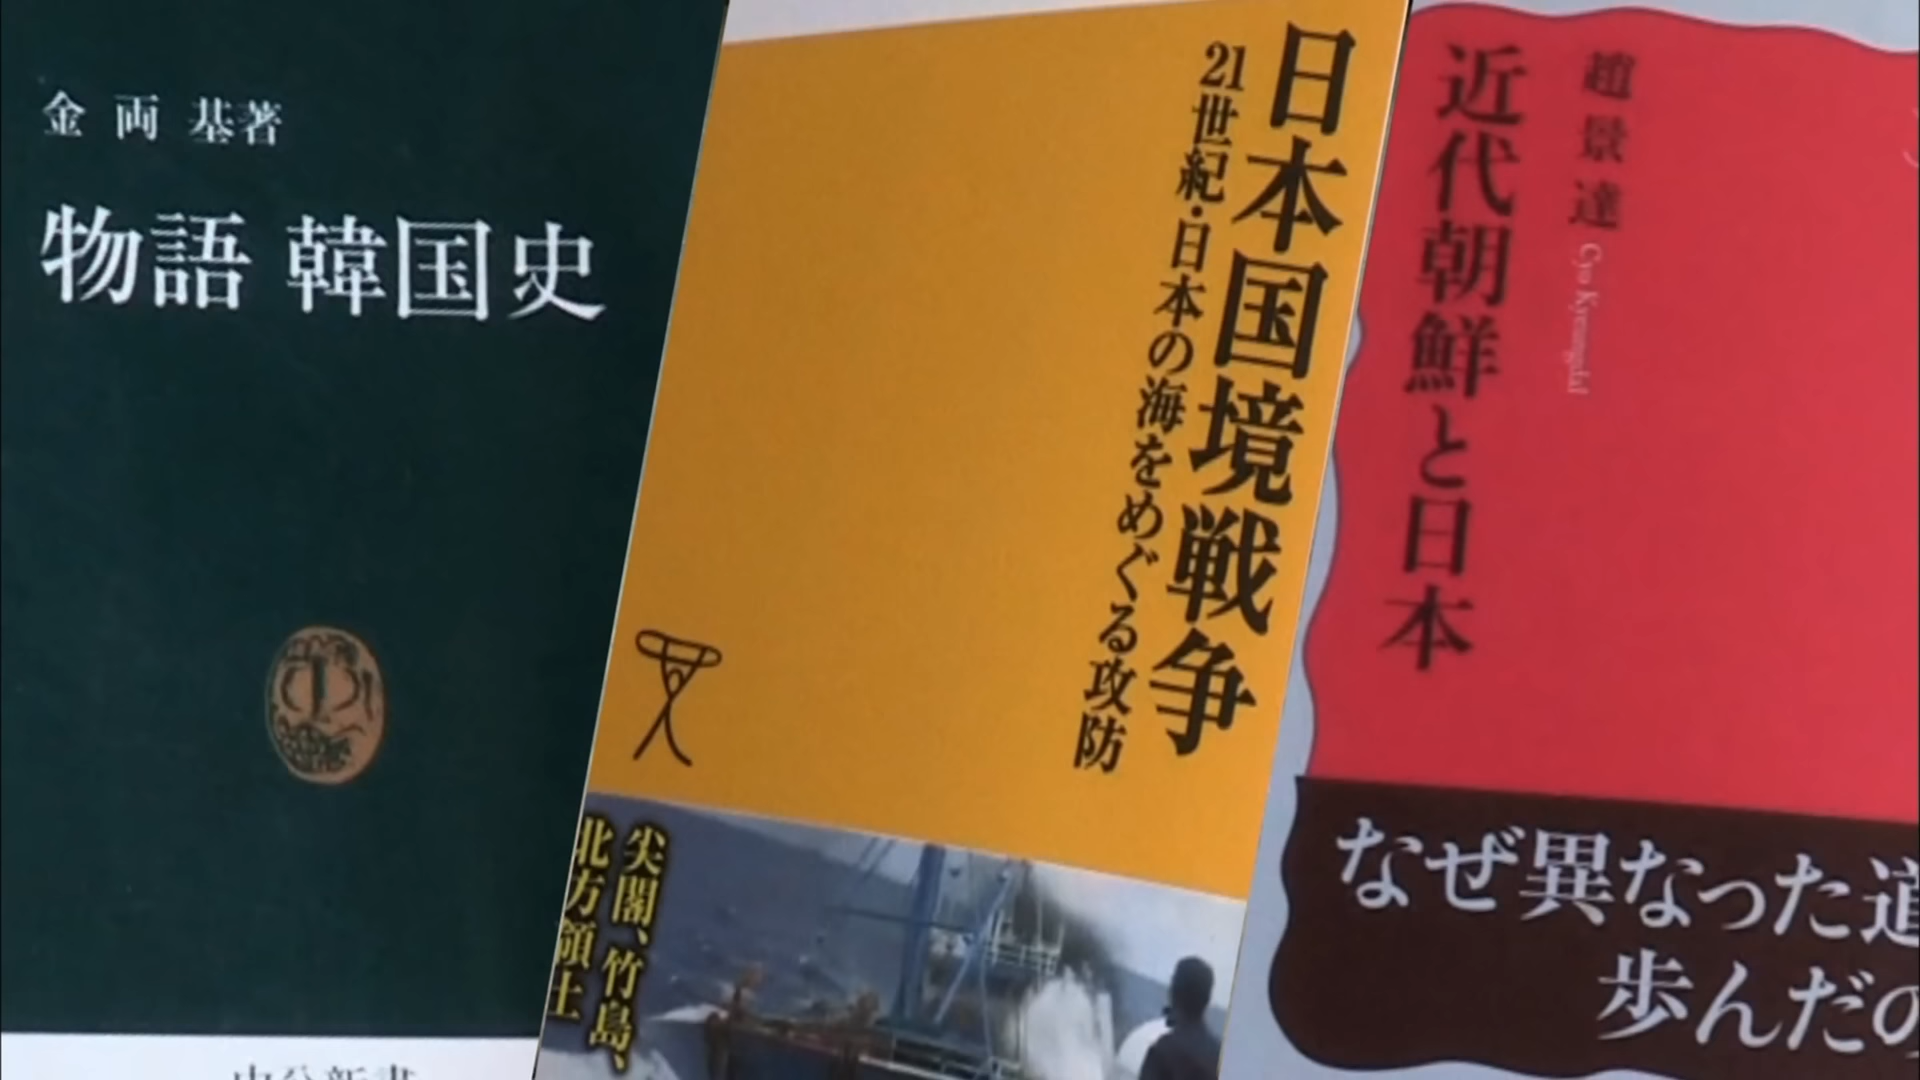 金両基著
物語 韓国史
日本国境戦争
21世紀・日本の海をめぐる攻防
尖閣、竹島、
北方領土
趙景達
Cyo Kyeungdal
近代朝鮮と日本
なぜ異なった道
歩んだの